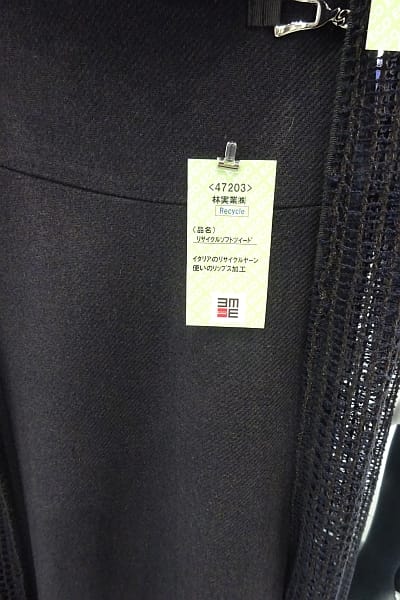 <47203>
林実業㈱
Recycle
（品名）
リサイクルソフトツイード
イタリアのリサイクルヤーン
使いのリップス加工